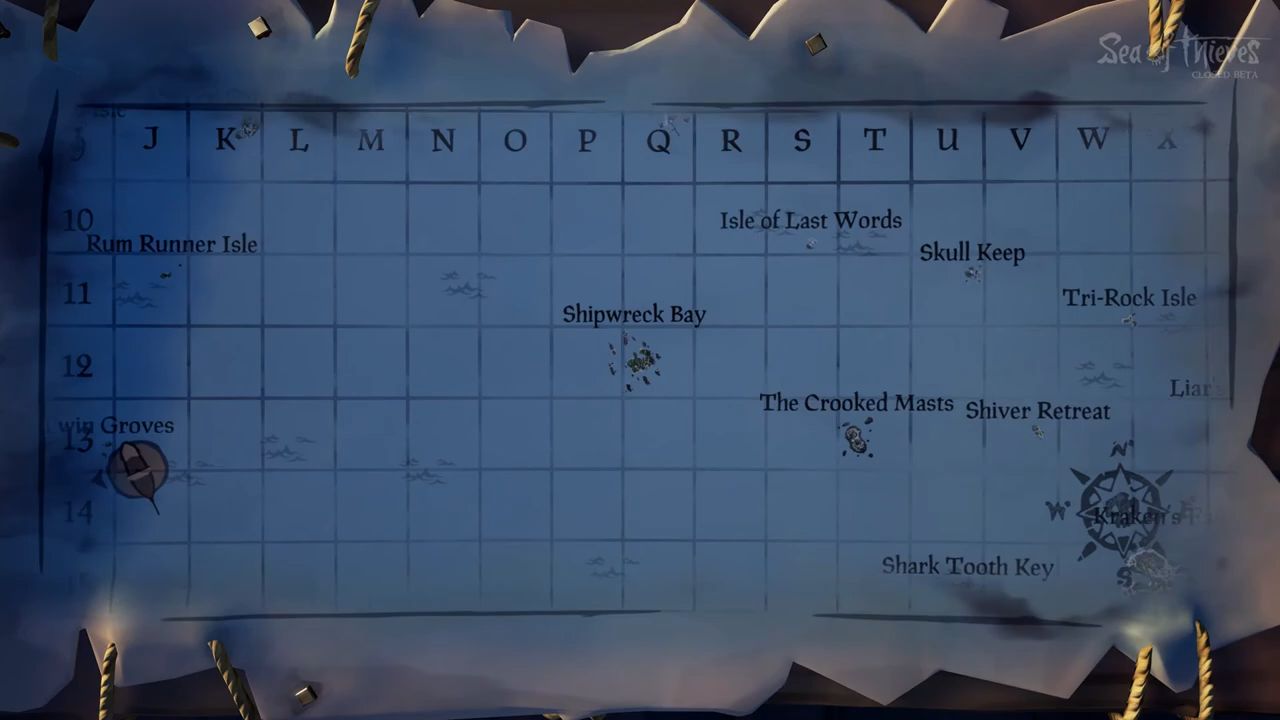 Sea of Thieves
CLOSED BETA
J K L M N O P Q R S T U V W X
10
Isle of Last Words
Rum Runner Isle
Skull Keep
11
Tri-Rock Isle
Shipwreck Bay
12
The Crooked Masts
Shiver Retreat
Groves
13
N
14
W
E
Kraken's
Shark Tooth Key
S